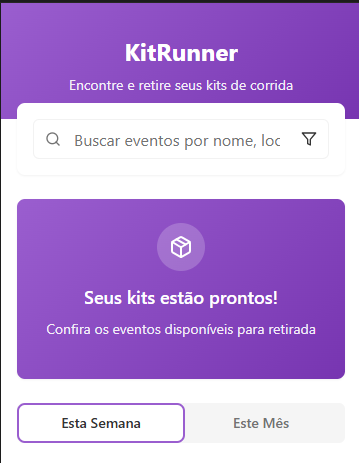 KitRunner
Encontre e retire seus kits de corrida
Buscar eventos por nome, loc
Seus kits estão prontos!
Confira os eventos disponíveis para retirada
Esta Semana
Este Mês